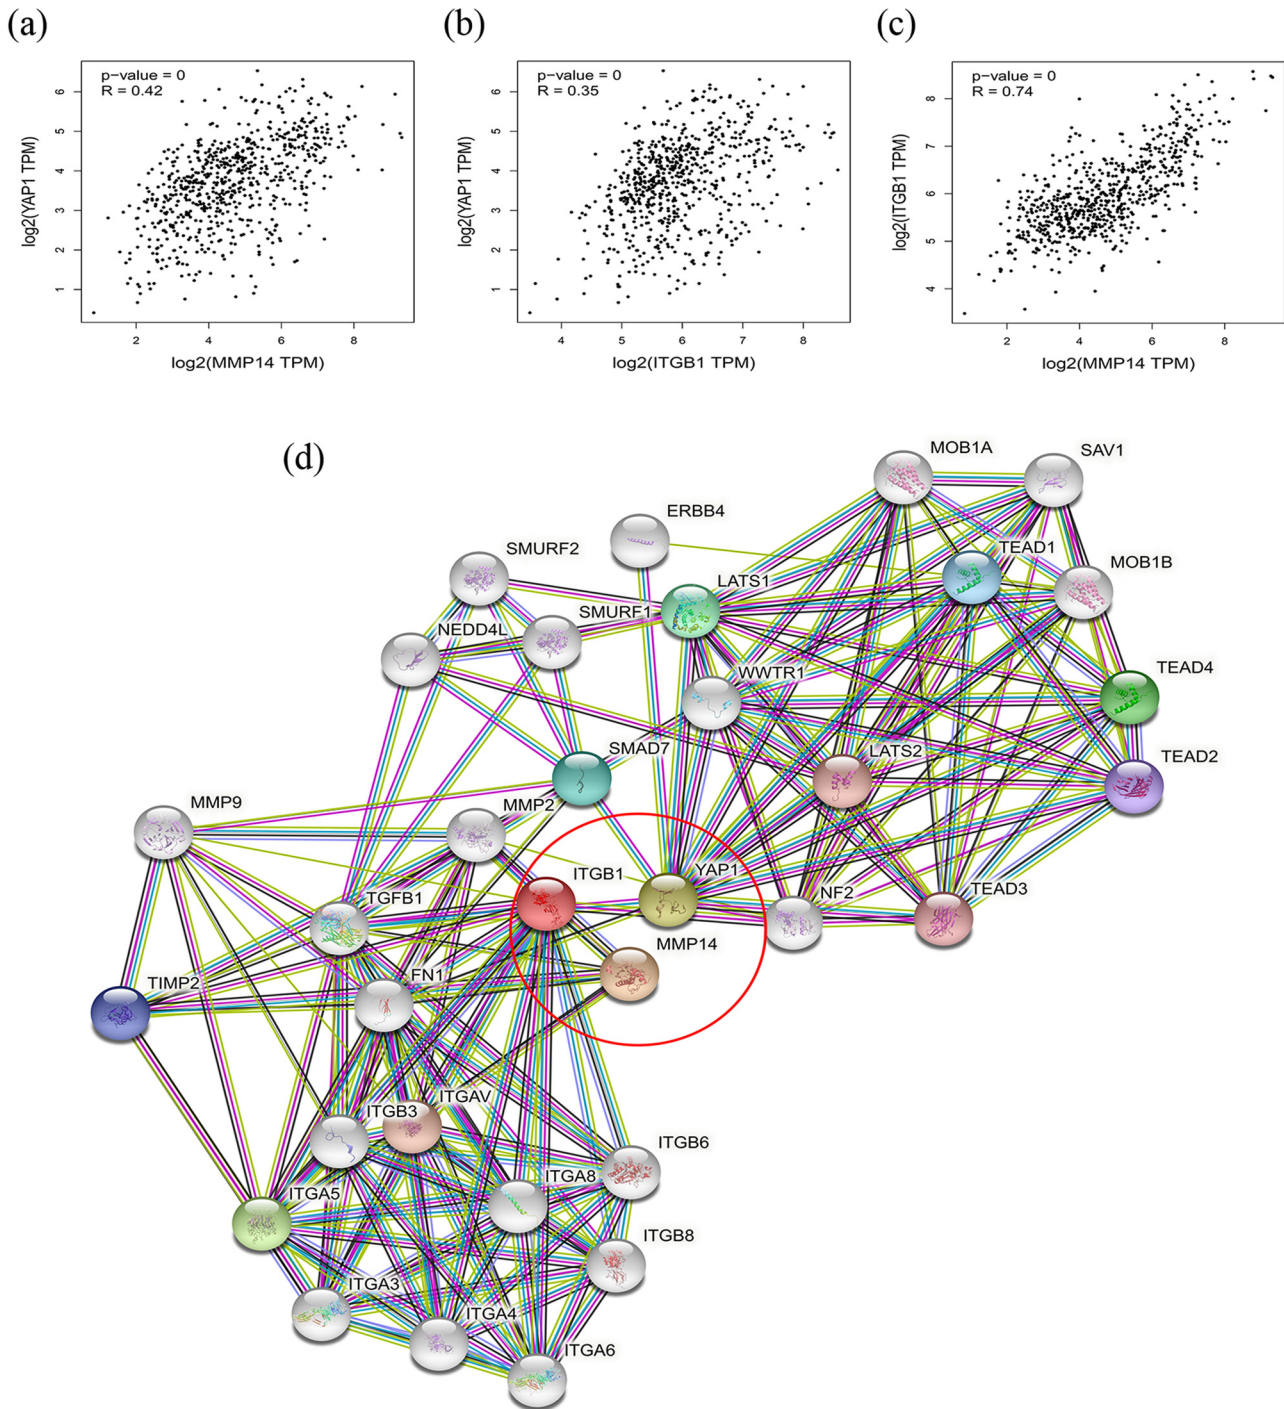 (a)
(b)
(c)
p-value = 0
R = 0.42
log2(YAP1 TPM)
6
5
4
3
2
1
2
4
6
8
log2(MMP14 TPM)
p-value = 0
R = 0.35
log2(YAP1 TPM)
6
5
4
3
2
1
4
5
6
7
8
log2(ITGB1 TPM)
p-value = 0
R = 0.74
log2(ITGB1 TPM)
8
7
6
5
4
2
4
6
8
log2(MMP14 TPM)
(d)
MOB1A
SAV1
ERBB4
SMURF2
TEAD1
MOB1B
LATS1
SMURF1
NEDD4L
WWTR1
TEAD4
SMAD7
LATS2
TEAD2
MMP9
MMP2
ITGB1
YAP1
NF2
TEAD3
TGFB1
MMP14
TIMP2
FN1
ITGB3
ITGAV
ITGB6
ITGA8
ITGA5
ITGB8
ITGA3
ITGA4
ITGA6